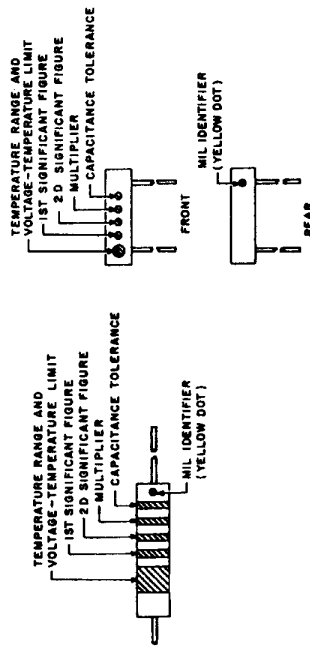 TEMPERATURE RANGE AND
VOLTAGE-TEMPERATURE LIMIT
1ST SIGNIFICANT FIGURE
2D SIGNIFICANT FIGURE
MULTIPLIER
CAPACITANCE TOLERANCE
MIL IDENTIFIER
(YELLOW DOT)
TEMPERATURE RANGE AND
VOLTAGE-TEMPERATURE LIMIT
1ST SIGNIFICANT FIGURE
2D SIGNIFICANT FIGURE
MULTIPLIER
CAPACITANCE TOLERANCE
FRONT
MIL IDENTIFIER
(YELLOW DOT)
REAR